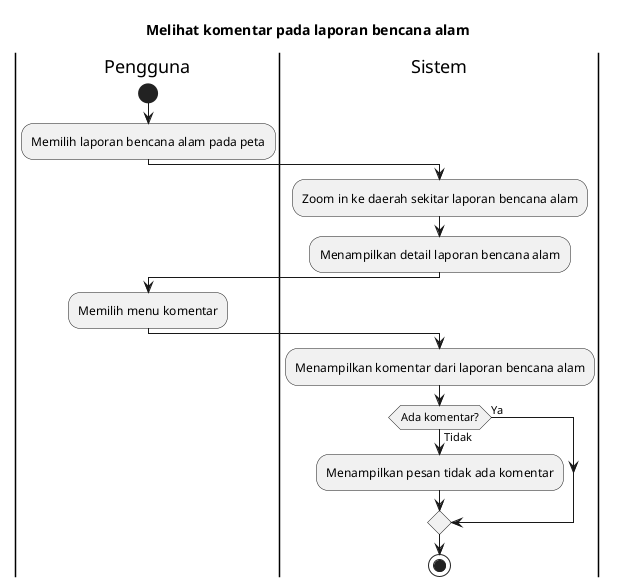 Melihat komentar pada laporan bencana alam
Pengguna
Sistem
Memilih laporan bencana alam pada peta
Zoom in ke daerah sekitar laporan bencana alam
Menampilkan detail laporan bencana alam
Memilih menu komentar
Menampilkan komentar dari laporan bencana alam
Ada komentar?
Ya
Tidak
Menampilkan pesan tidak ada komentar